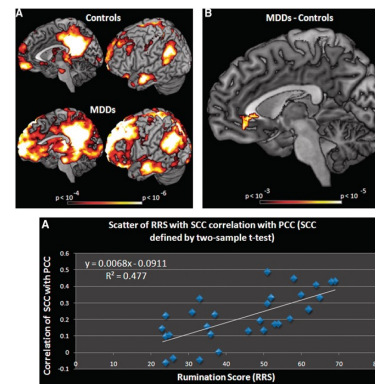 A
Controls
MDDs
p < 10⁻⁴
p < 10⁻⁶
B
MDDs - Controls
p < 10⁻³
p < 10⁻⁵
A
Scatter of RRS with SCC correlation with PCC (SCC
defined by two-sample t-test)
y = 0.0068x - 0.0911
R² = 0.477
Correlation of SCC with PCC
0.6
0.5
0.4
0.3
0.2
0.1
0
-0.1
0
10
20
30
40
50
60
70
Rumination Score (RRS)